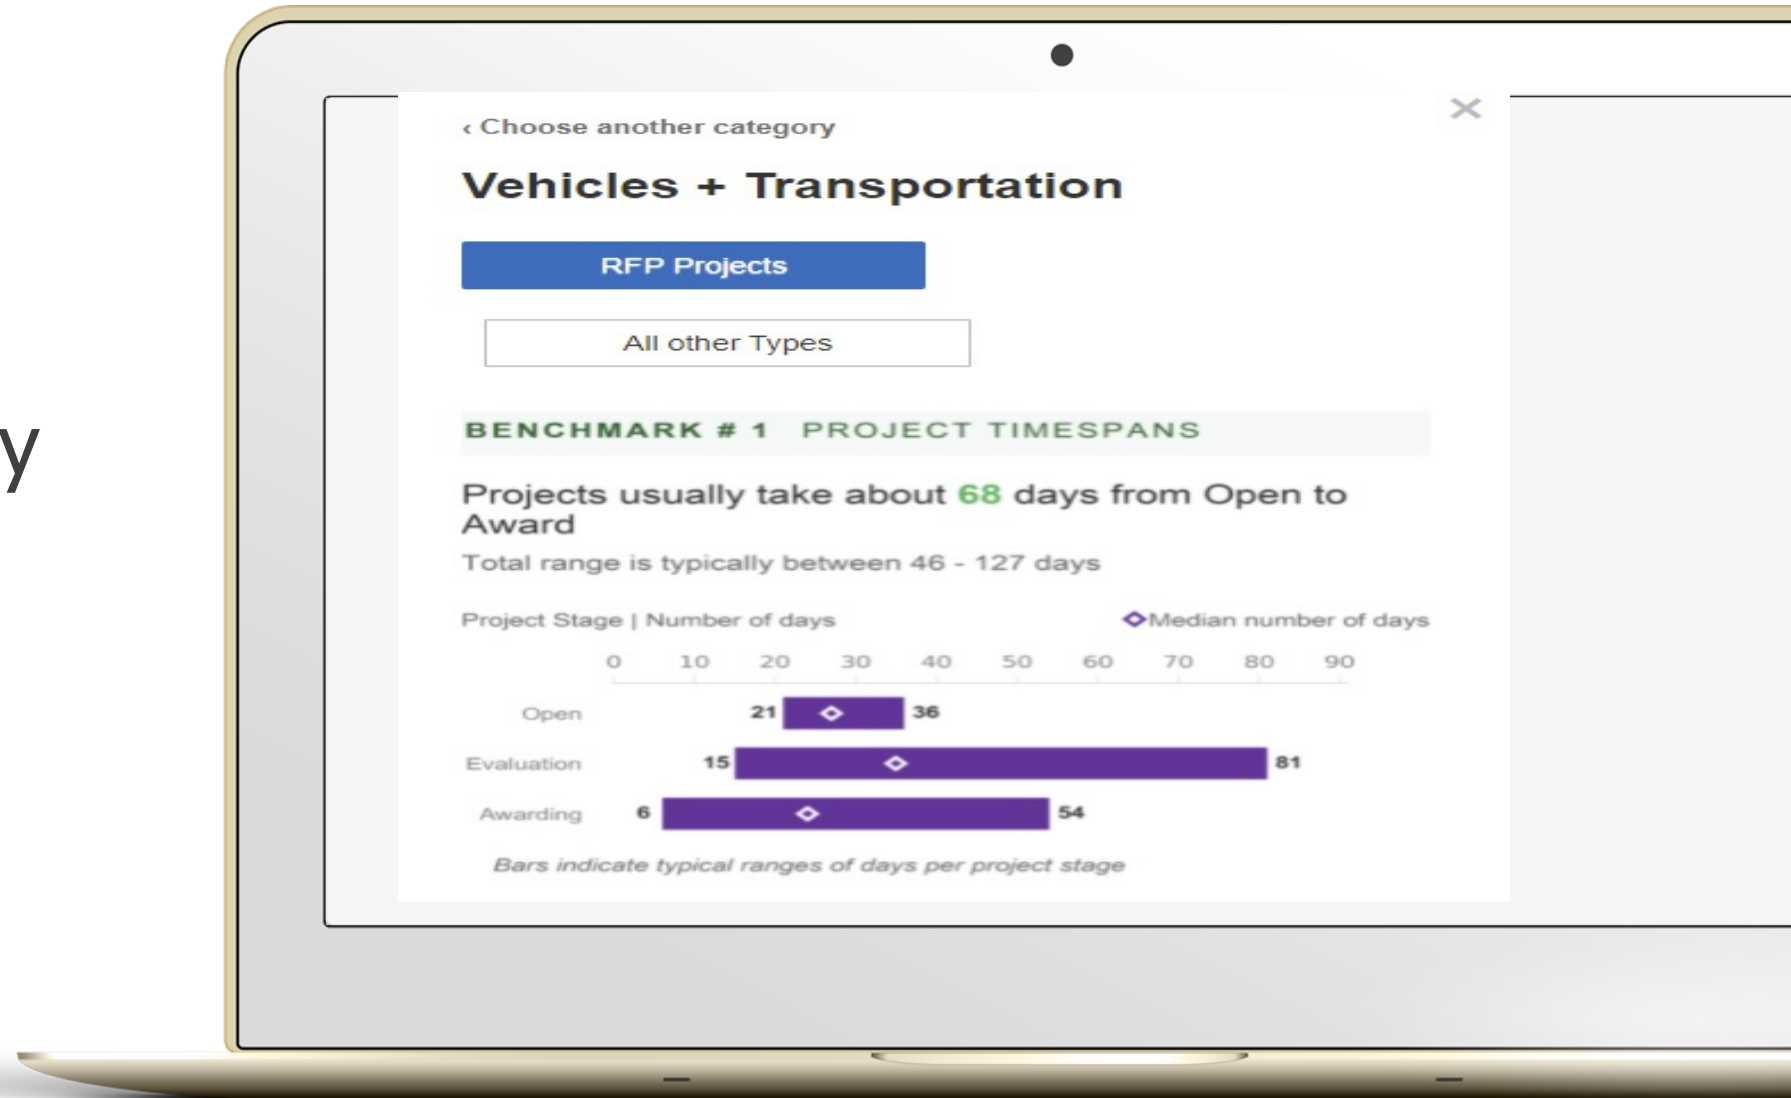 y
‹ Choose another category
Vehicles + Transportation
RFP Projects
All other Types
BENCHMARK # 1 PROJECT TIMESPANS
Projects usually take about 68 days from Open to
Award
Total range is typically between 46 - 127 days
Project Stage | Number of days Median number of days
0 10 20 30 40 50 60 70 80 90
Open 21 36
Evaluation 15 81
Awarding 6 54
Bars indicate typical ranges of days per project stage